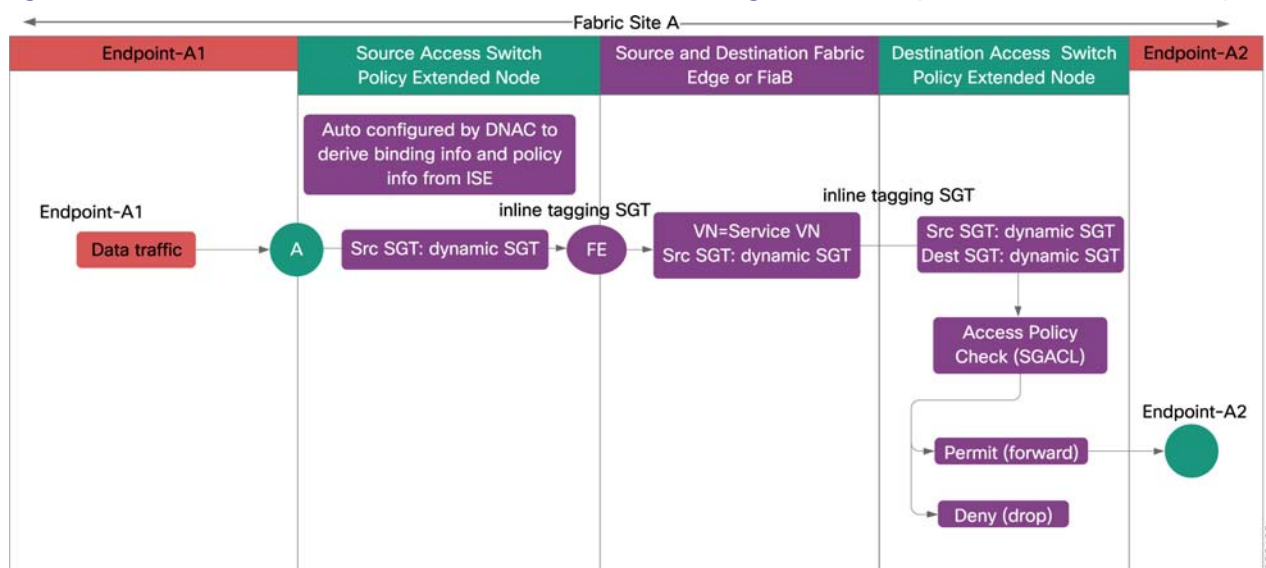 Fabric Site A
Endpoint-A1
Source Access Switch
Policy Extended Node
Source and Destination Fabric
Edge or FiaB
Destination Access Switch
Policy Extended Node
Endpoint-A2
Auto configured by DNAC to
derive binding info and policy
info from ISE
Endpoint-A1
Data traffic
A
Src SGT: dynamic SGT
inline tagging SGT
FE
VN=Service VN
Src SGT: dynamic SGT
inline tagging SGT
Src SGT: dynamic SGT
Dest SGT: dynamic SGT
Access Policy
Check (SGACL)
Permit (forward)
Deny (drop)
Endpoint-A2